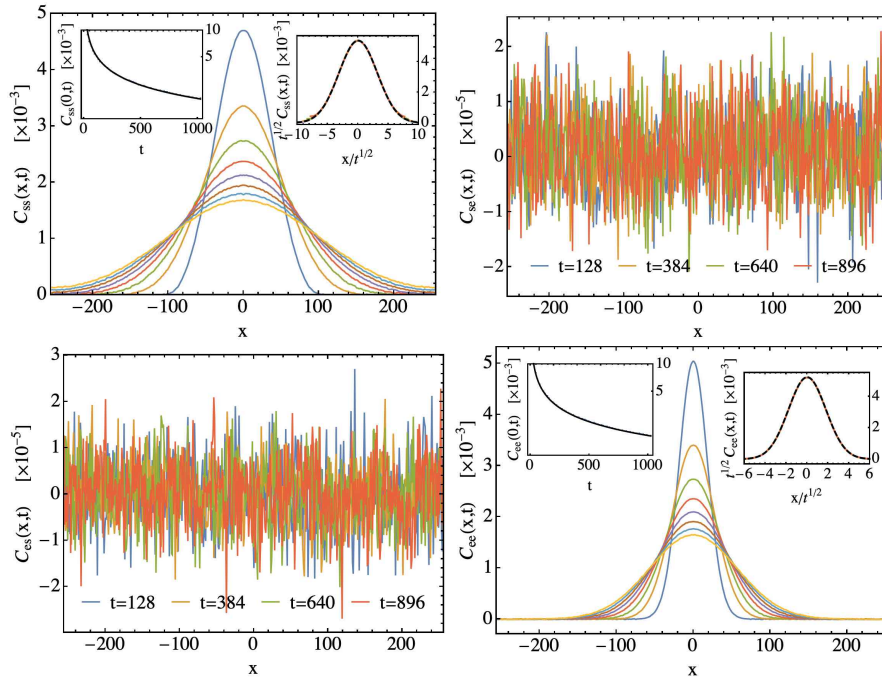 5
4
3
2
1
0
C_ss(x,t) [×10^-3]
-200 -100 0 100 200
x
C_ss(0,t) [×10^-3]
10
5
0 500 1000
t
t^1/2 C_ss(x,t) [×10^-3]
4
2
0
-10 -5 0 5 10
x/t^1/2
2
1
0
-1
-2
C_se(x,t) [×10^-5]
t=128 t=384 t=640 t=896
-200 -100 0 100 200
x
3
2
1
0
-1
-2
C_es(x,t) [×10^-5]
t=128 t=384 t=640 t=896
-200 -100 0 100 200
x
5
4
3
2
1
0
C_ee(x,t) [×10^-3]
-200 -100 0 100 200
x
C_ee(0,t) [×10^-3]
10
5
0 500 1000
t
t^1/2 C_ee(x,t) [×10^-3]
4
2
0
-6 -4 -2 0 2 4 6
x/t^1/2